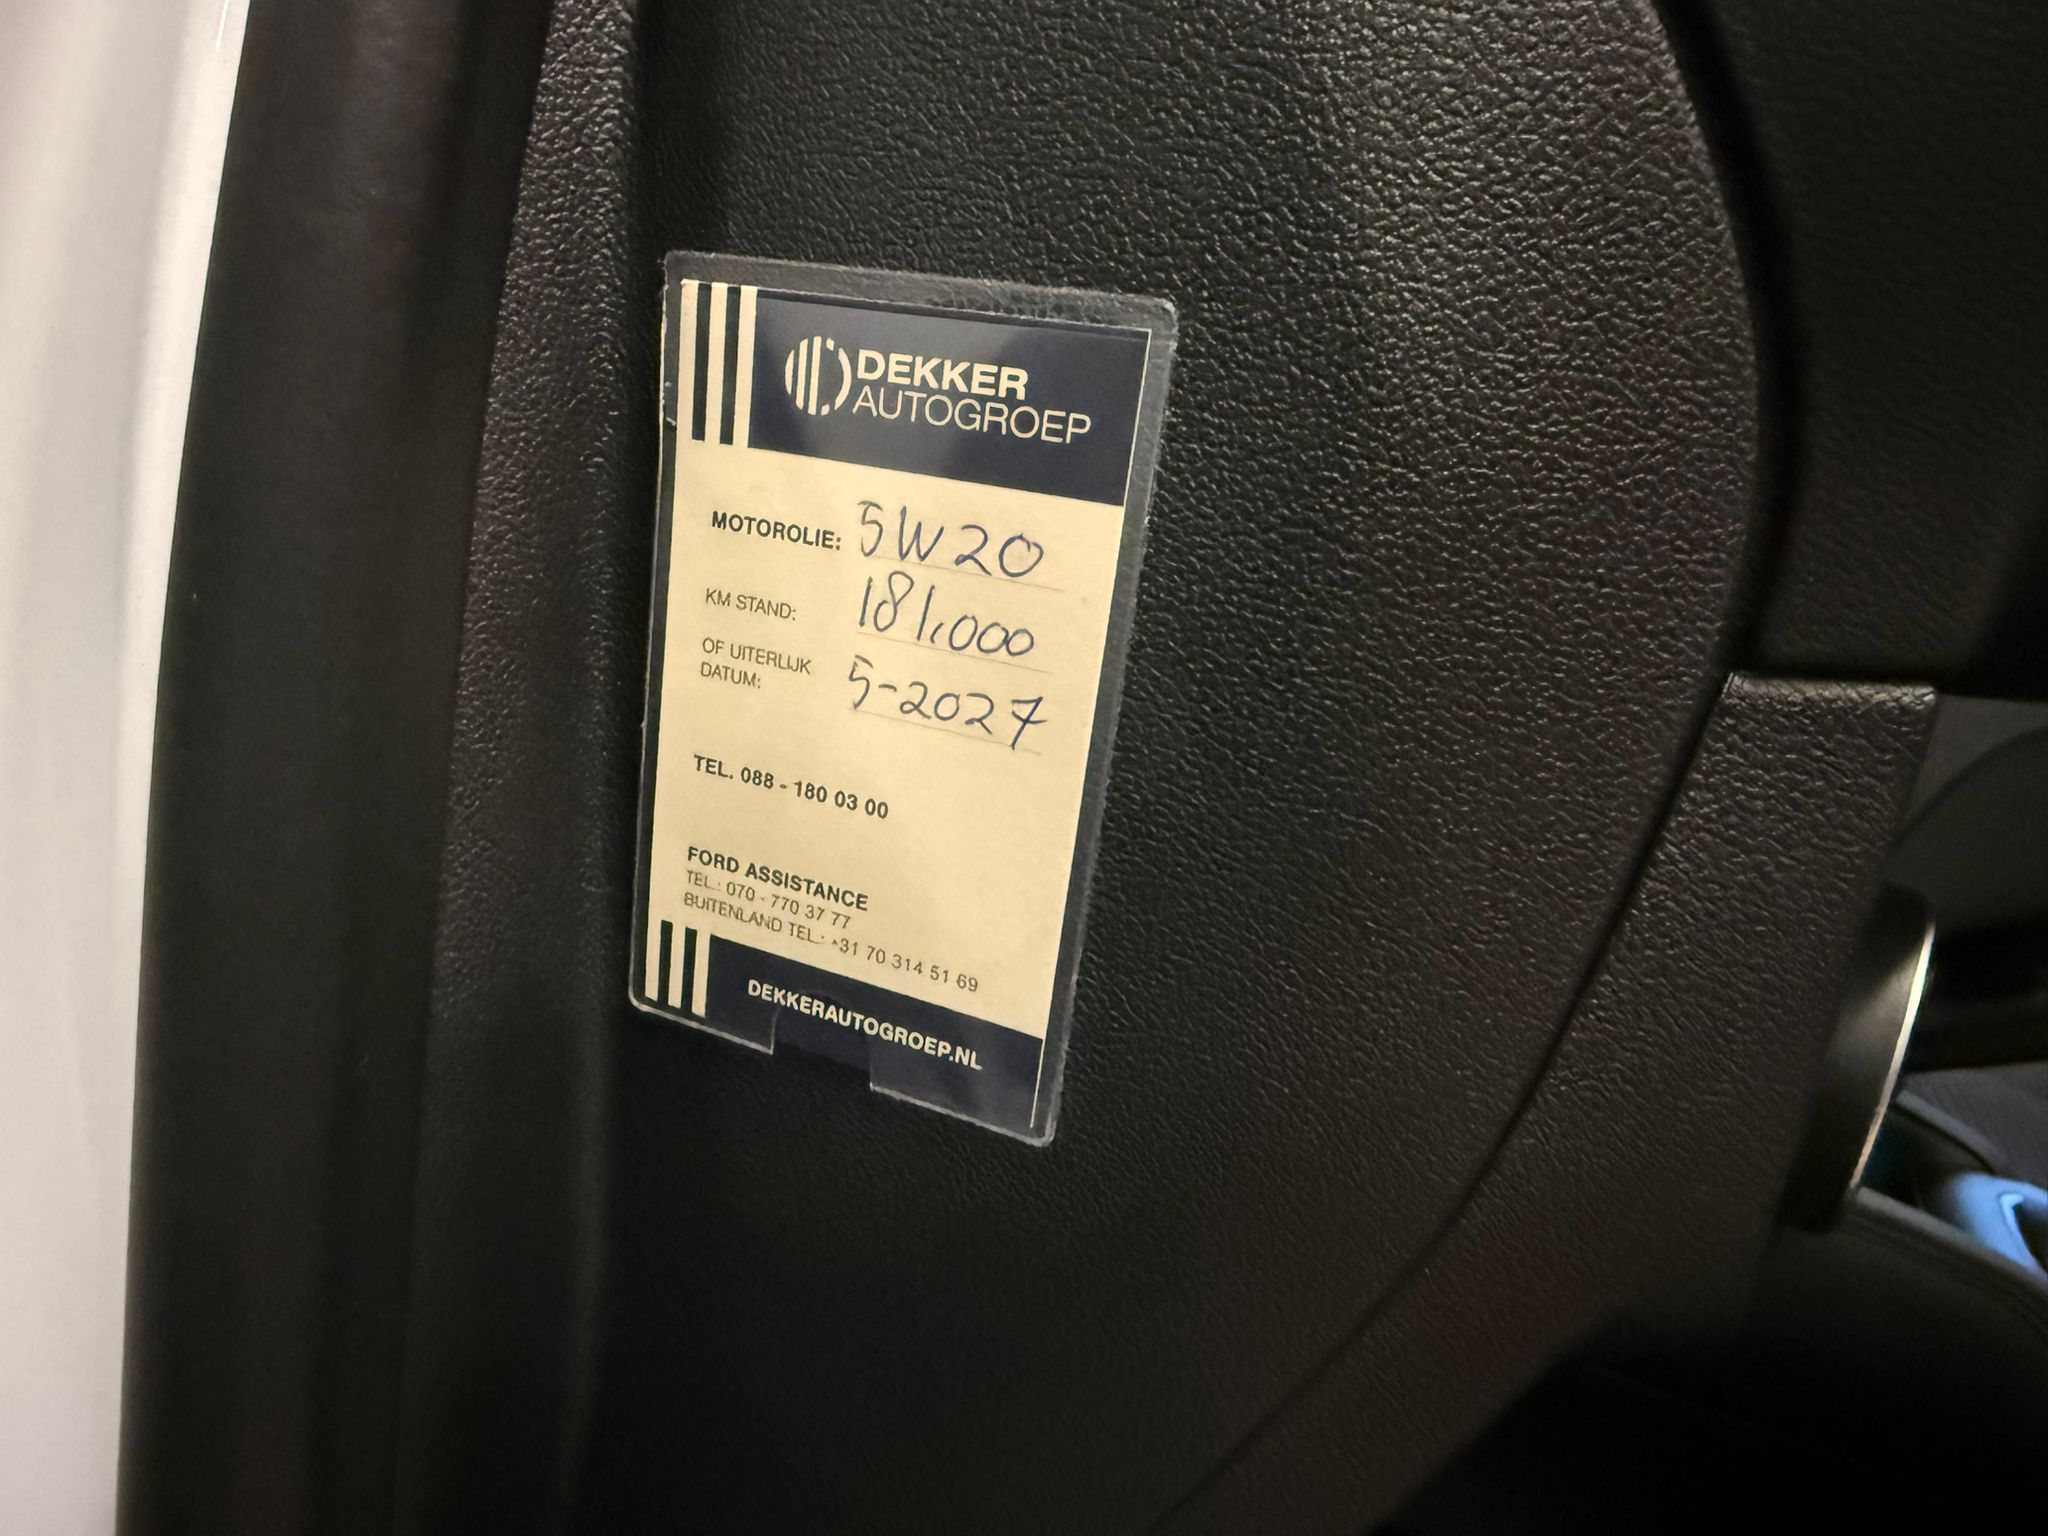 DEKKER
AUTOGROEP
MOTOROLIE: 5W20
KM STAND: 181.000
OF UITERLIJK
DATUM: 5-2027
TEL. 088 - 180 03 00
FORD ASSISTANCE
TEL.: 070 - 770 37 77
BUITENLAND TEL.: +31 70 314 51 69
DEKKERAUTOGROEP.NL